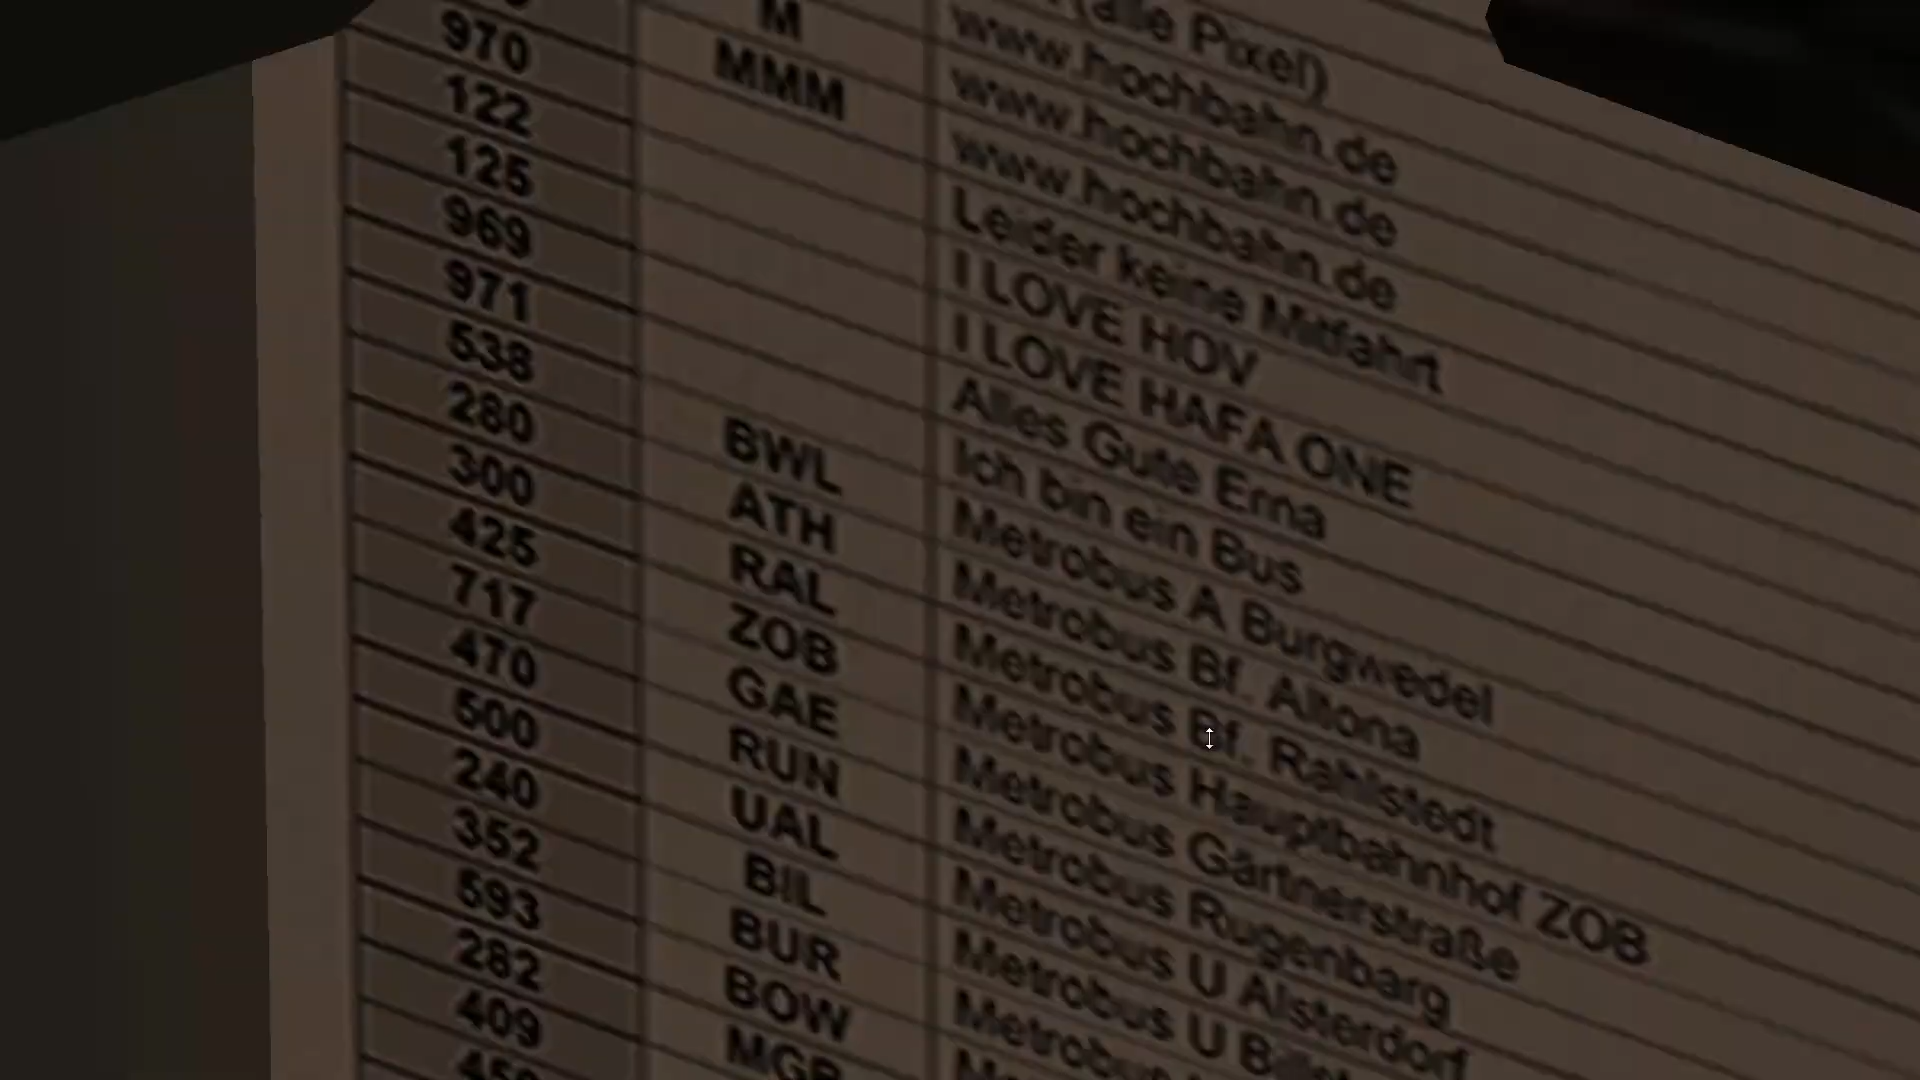 (alle Pixel)
www.hochbahn.de
M www.hochbahn.de
MMM www.hochbahn.de
970 Leider keine Mitfahrt
122 I LOVE HOV
125 I LOVE HAFA ONE
969 Alles Gute Erna
971 Ich bin ein Bus
538 BWL Metrobus A Burgwedel
280 ATH Metrobus Bf. Altona
300 RAL Metrobus Bf. Rahlstedt
425 ZOB Metrobus Hauptbahnhof ZOB
717 GAE Metrobus Gärtnerstraße
470 RUN Metrobus Rugenbarg
500 UAL Metrobus U Alsterdorf
240 BIL Metrobus U
352 BUR Metrobus
593 BOW
282
409